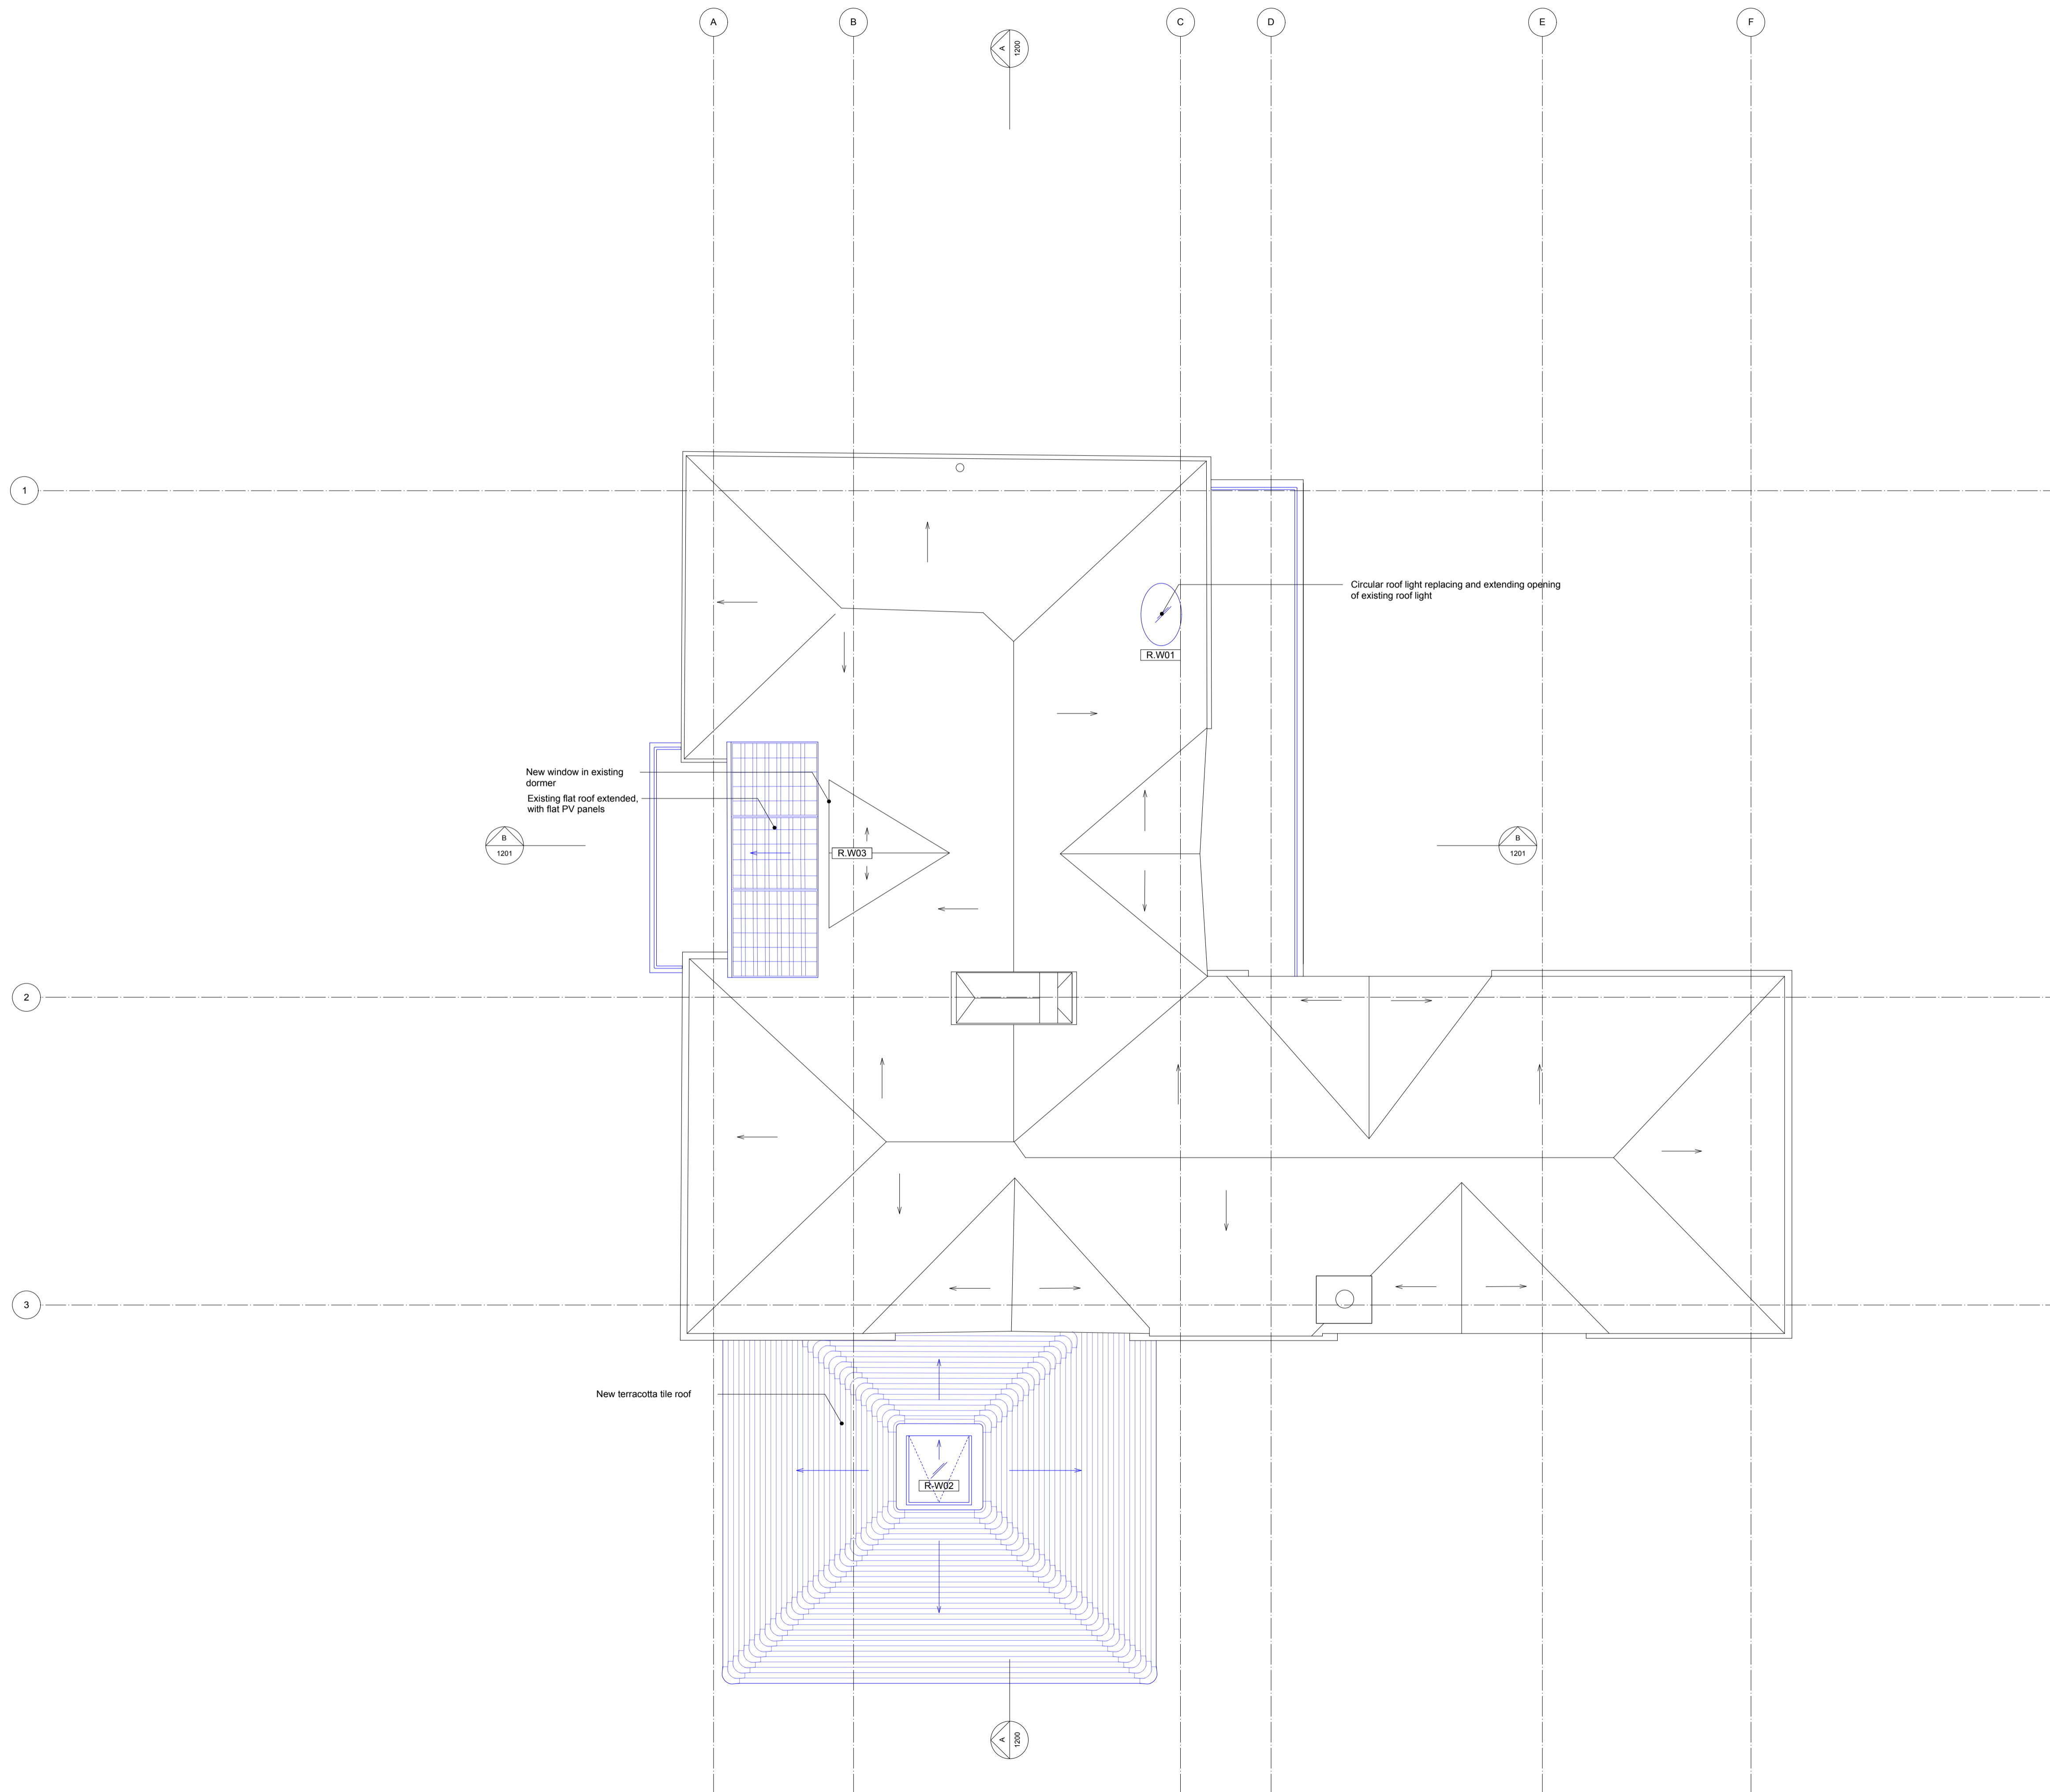 A
B
C
D
E
F
A
1200
1
Circular roof light replacing and extending opening
of existing roof light
R.W01
New window in existing
dormer
Existing flat roof extended,
with flat PV panels
B
1201
R.W03
B
1201
2
3
New terracotta tile roof
R-W02
A
1200